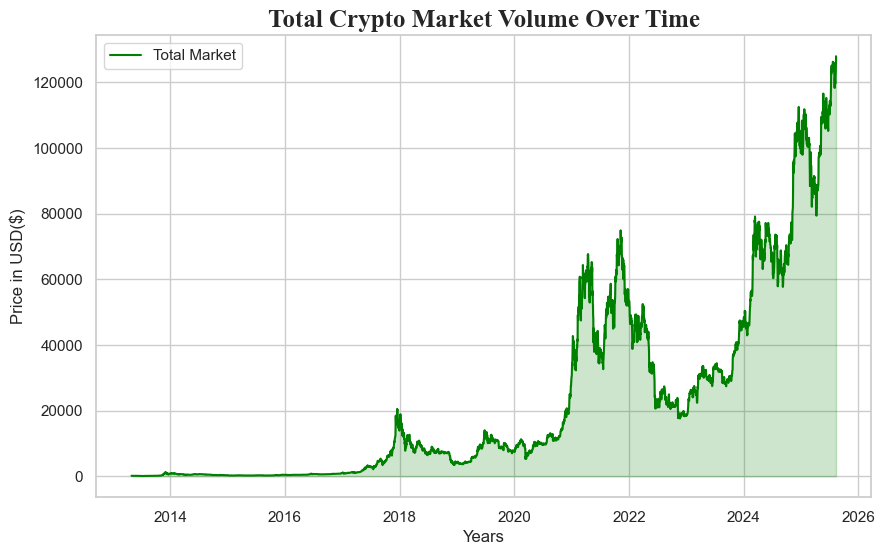 Total Crypto Market Volume Over Time
Total Market
Price in USD($)
120000
100000
80000
60000
40000
20000
0
2014 2016 2018 2020 2022 2024 2026
Years